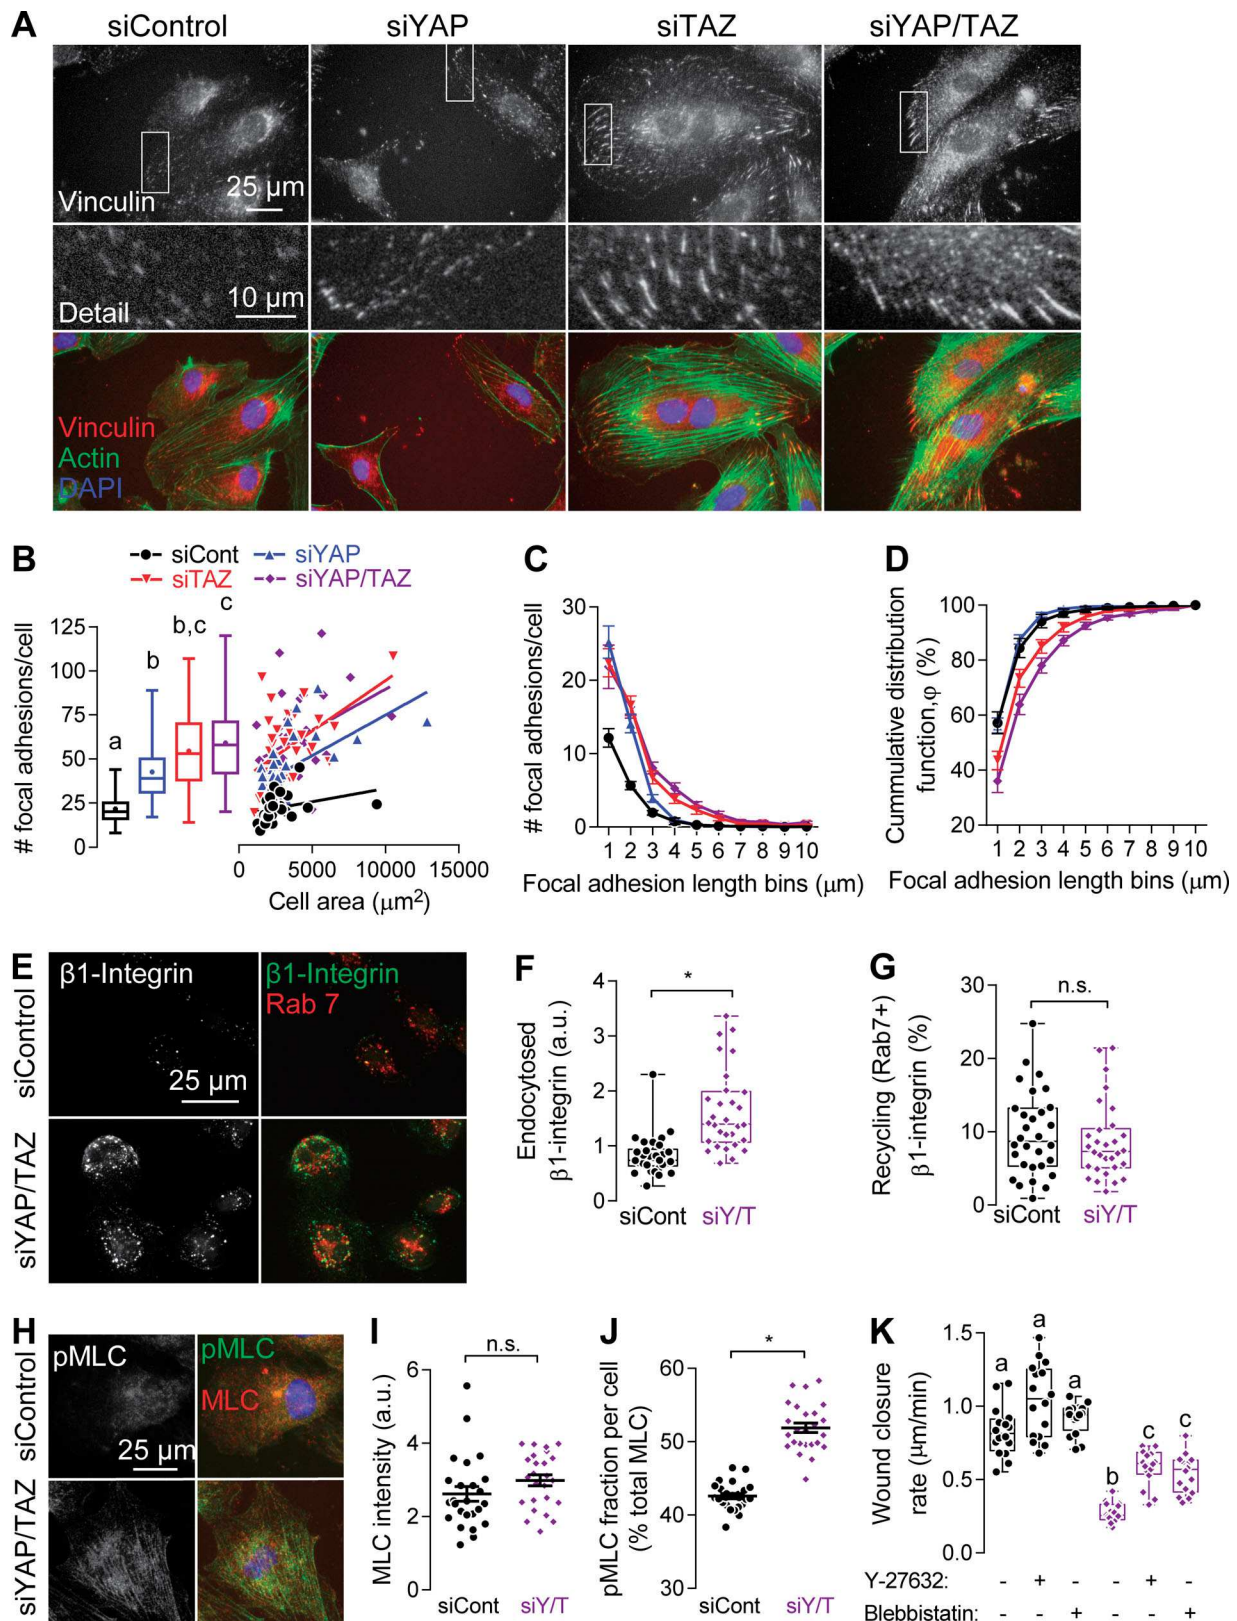 A
siControl
siYAP
siTAZ
siYAP/TAZ
Vinculin
25 μm
Detail
10 μm
Vinculin
Actin
DAPI
B
siCont
siYAP
siTAZ
siYAP/TAZ
# focal adhesions/cell
125
100
75
50
25
0
a
b
b,c
c
0
5000
10000
15000
Cell area (μm²)
C
# focal adhesions/cell
30
20
10
0
1 2 3 4 5 6 7 8 9 10
Focal adhesion length bins (μm)
D
Cummulative distribution
function,φ (%)
100
80
60
40
20
1 2 3 4 5 6 7 8 9 10
Focal adhesion length bins (μm)
E
siControl
siYAP/TAZ
β1-Integrin
25 μm
β1-Integrin
Rab 7
F
Endocytosed
β1-integrin (a.u.)
4
3
2
1
0
*
siCont
siY/T
G
Recycling (Rab7+)
β1-integrin (%)
30
20
10
0
n.s.
siCont
siY/T
H
siControl
siYAP/TAZ
pMLC
25 μm
pMLC
MLC
I
MLC intensity (a.u.)
6
4
2
0
n.s.
siCont
siY/T
J
pMLC fraction per cell
(% total MLC)
60
50
40
30
*
siCont
siY/T
K
Wound closure
rate (μm/min)
1.5
1.0
0.5
0.0
a
a
a
b
c
c
Y-27632: - + - - + -
Blebbistatin: - - + - - +